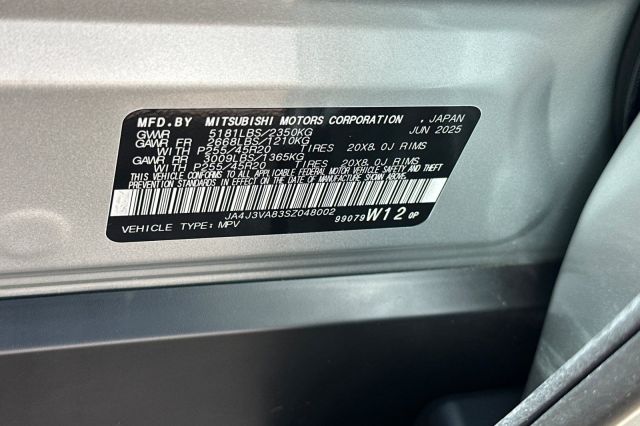 MFD.BY MITSUBISHI MOTORS CORPORATION , JAPAN
GVWR 5181LBS/2350KG JUN 2025
GAWR FR 2668LBS/1210KG
WITH P255/45R20 TIRES 20X8.0J RIMS
GAWR RR 3009LBS/1365KG
WITH P255/45R20 TIRES 20X8.0J RIMS
THIS VEHICLE CONFORMS TO ALL APPLICABLE FEDERAL MOTOR VEHICLE SAFETY AND THEFT
PREVENTION STANDARDS IN EFFECT ON THE DATE OF MANUFACTURE SHOWN ABOVE.
JA4J3VA83SZ048002
99079 W12 0P
VEHICLE TYPE: MPV